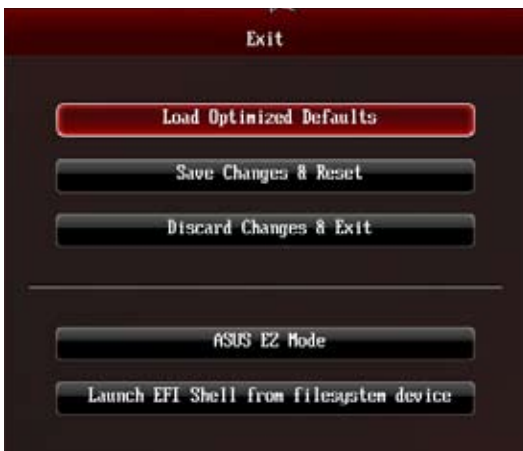 Exit
Load Optimized Defaults
Save Changes & Reset
Discard Changes & Exit
ASUS EZ Mode
Launch EFI Shell from filesystem device